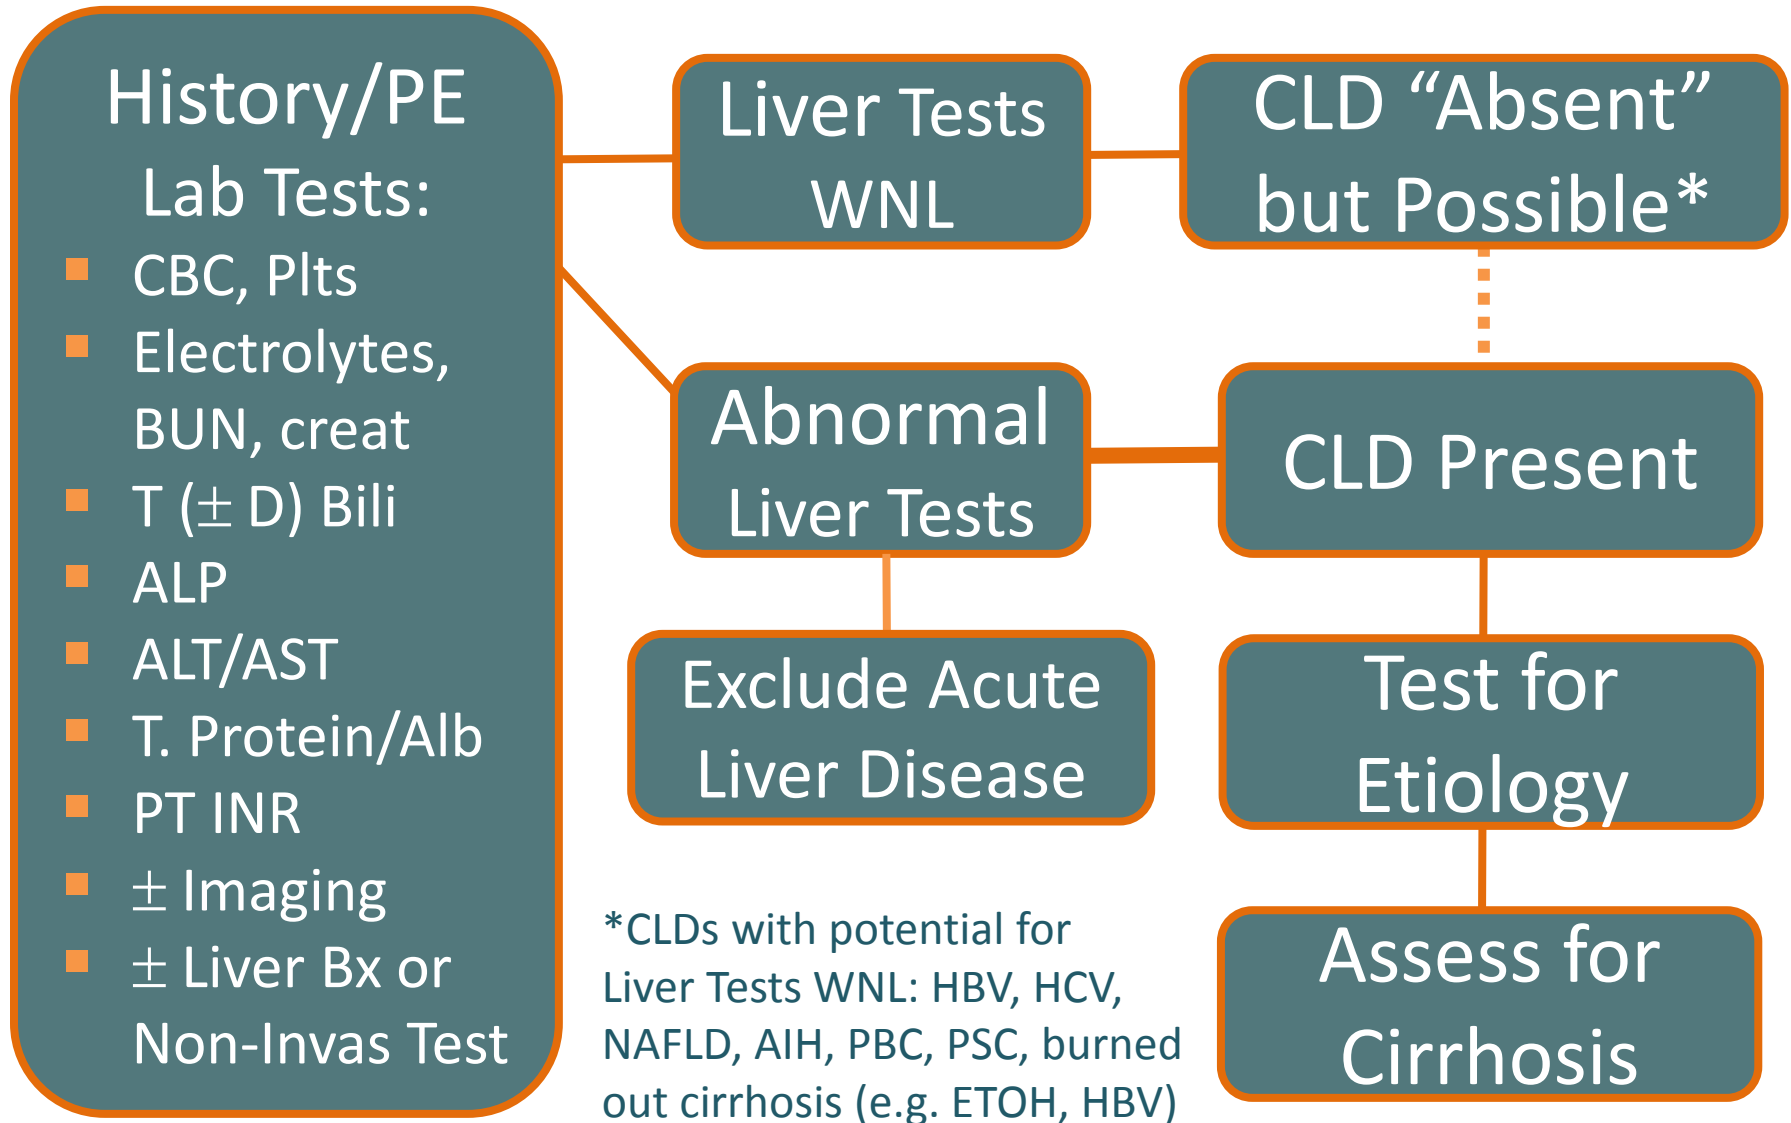 History/PE
Lab Tests:
CBC, Plts
Electrolytes,
BUN, creat
T (± D) Bili
ALP
ALT/AST
T. Protein/Alb
PT INR
± Imaging
± Liver Bx or
Non-Invas Test
Liver Tests
WNL
CLD “Absent”
but Possible*
Abnormal
Liver Tests
CLD Present
Exclude Acute
Liver Disease
Test for
Etiology
Assess for
Cirrhosis
*CLDs with potential for
Liver Tests WNL: HBV, HCV,
NAFLD, AIH, PBC, PSC, burned
out cirrhosis (e.g. ETOH, HBV)